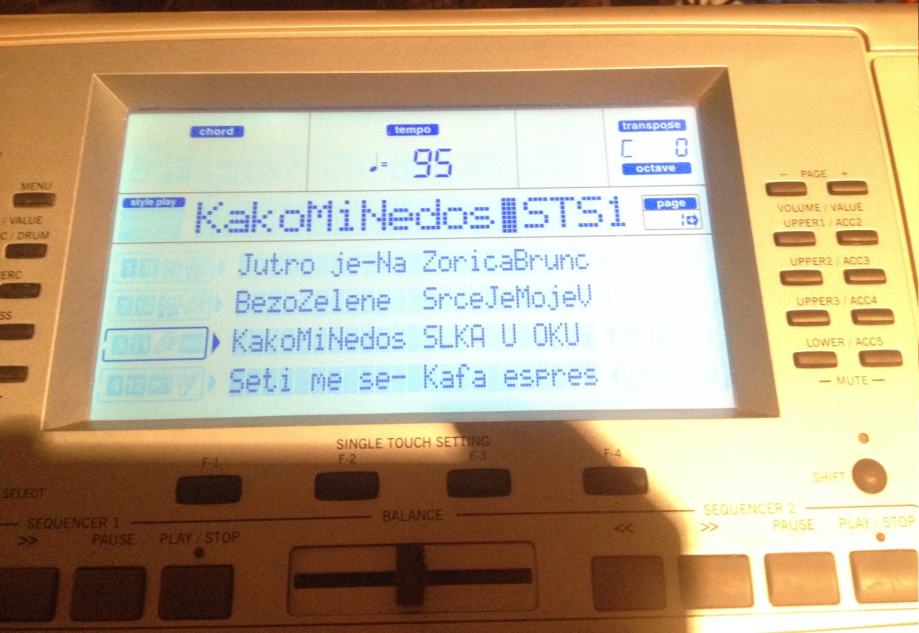 chord
tempo
transpose
♩= 95
C 0
octave
MENU
PAGE
- +
style play
KakoMiNedos STS1
page
1
/ VALUE
VOLUME / VALUE
C / DRUM
UPPER1 / ACC2
Jutro je-Na ZoricaBrunc
ERC
UPPER2 / ACC3
BezoZelene SrceJeMojeV
SS
UPPER3 / ACC4
KakoMiNedos SLKA U OKU
LOWER / ACC5
Seti me se- Kafa espres
MUTE
SINGLE TOUCH SETTING
F-1 F-2 F-3 F-4
SHIFT
SELECT
SEQUENCER 1
BALANCE
SEQUENCER 2
>> PAUSE PLAY / STOP
<< >> PAUSE PLAY / STOP